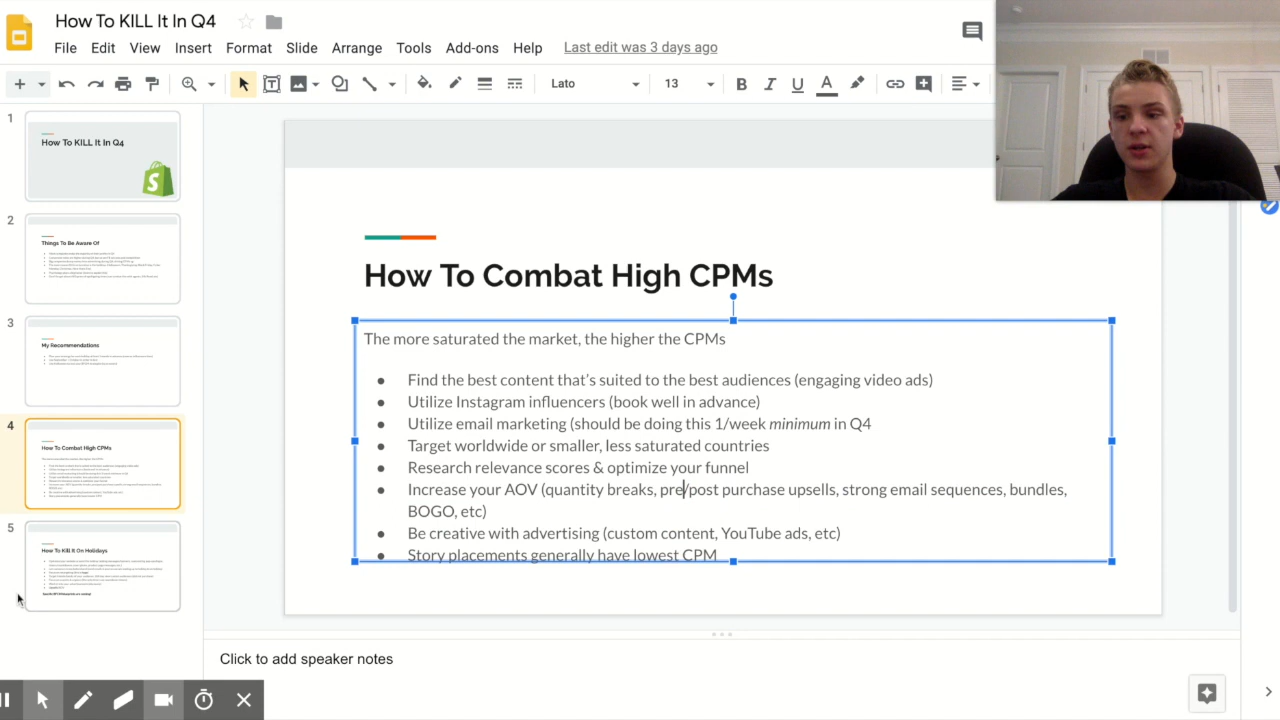 How To KILL It In Q4
File Edit View Insert Format Slide Arrange Tools Add-ons Help Last edit was 3 days ago
Lato 13 B I U A
1
How To KILL It In Q4
2
Things To Be Aware Of
3
My Recommendations
4
How To Combat High CPMs
5
How To Kill It On Holidays
How To Combat High CPMs
The more saturated the market, the higher the CPMs
● Find the best content that's suited to the best audiences (engaging video ads)
● Utilize Instagram influencers (book well in advance)
● Utilize email marketing (should be doing this 1/week minimum in Q4
● Target worldwide or smaller, less saturated countries
● Research relevance scores & optimize your funnel
● Increase your AOV (quantity breaks, pre/post purchase upsells, strong email sequences, bundles,
BOGO, etc)
● Be creative with advertising (custom content, YouTube ads, etc)
● Story placements generally have lowest CPM
Click to add speaker notes